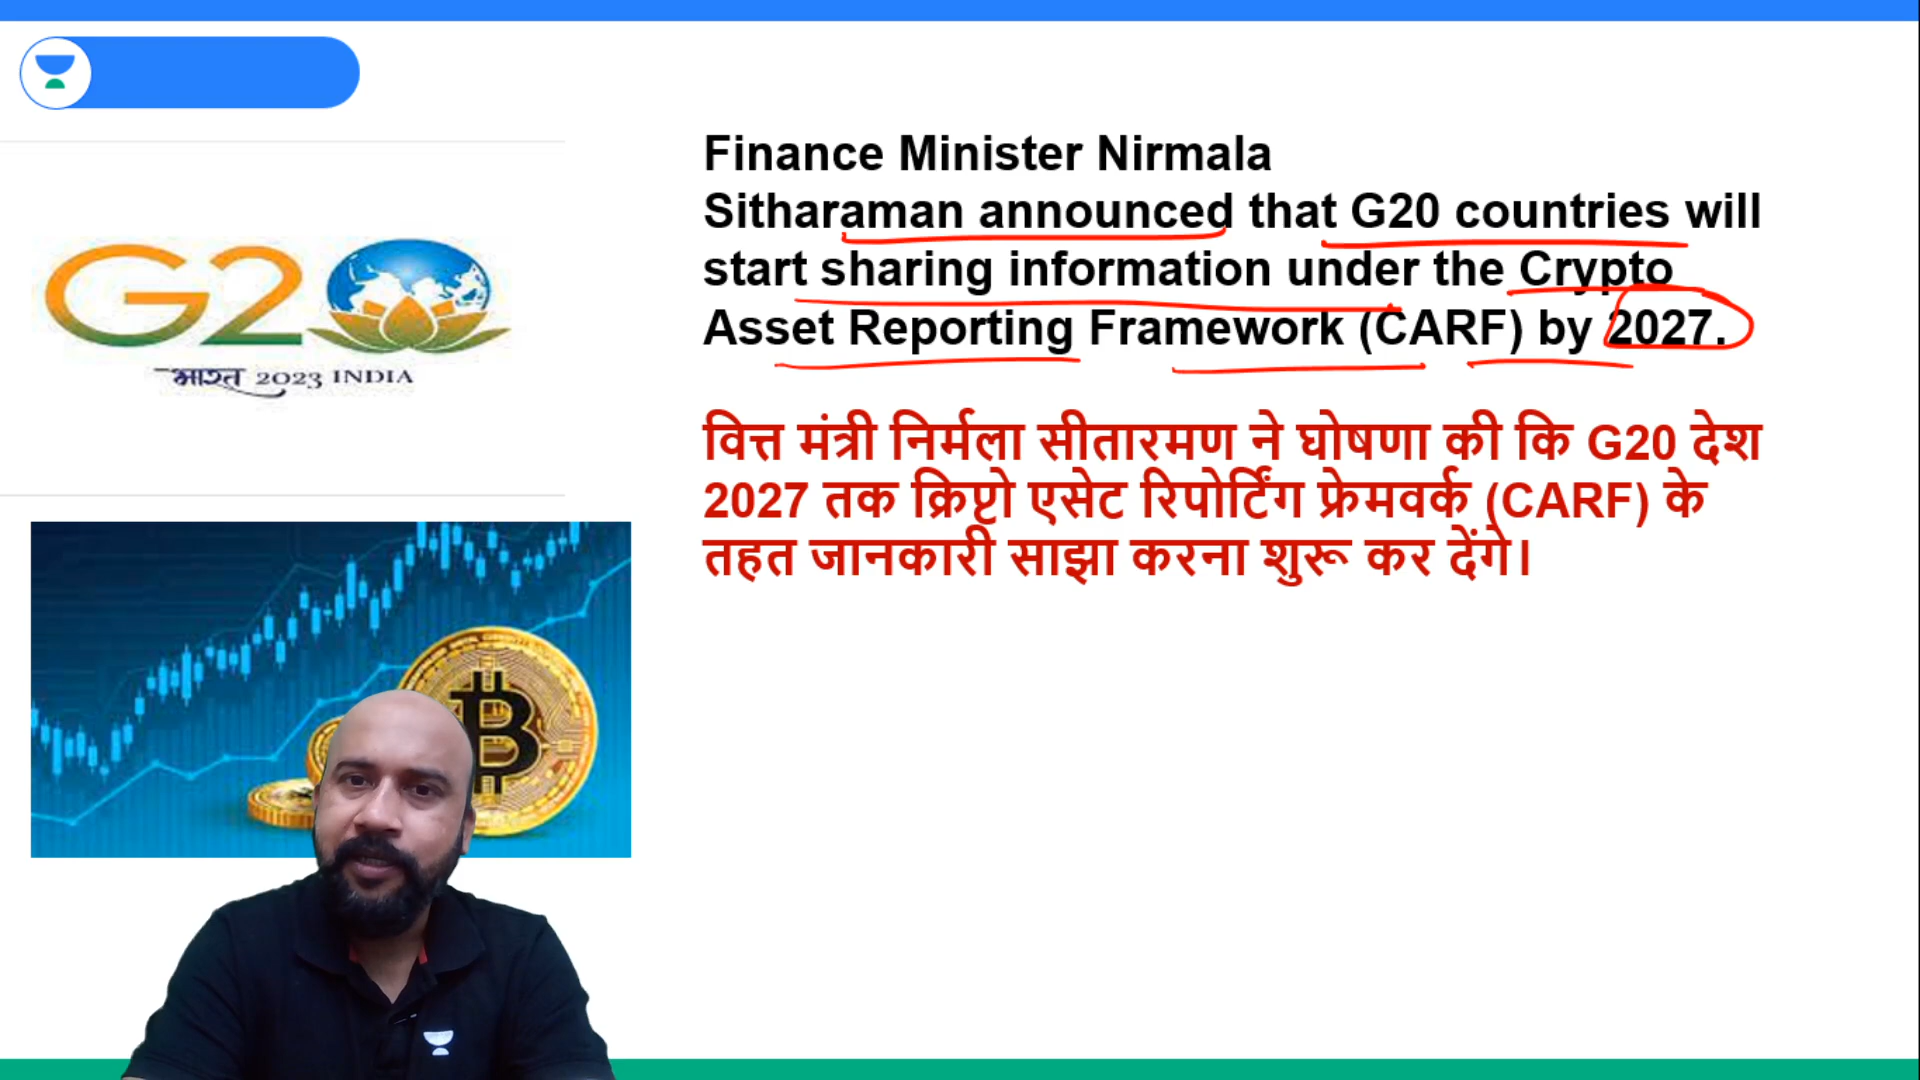 G20
भारत 2023 INDIA
Finance Minister Nirmala
Sitharaman announced that G20 countries will
start sharing information under the Crypto
Asset Reporting Framework (CARF) by 2027.
वित्त मंत्री निर्मला सीतारमण ने घोषणा की कि G20 देश
2027 तक क्रिप्टो एसेट रिपोर्टिंग फ्रेमवर्क (CARF) के
तहत जानकारी साझा करना शुरू कर देंगे।